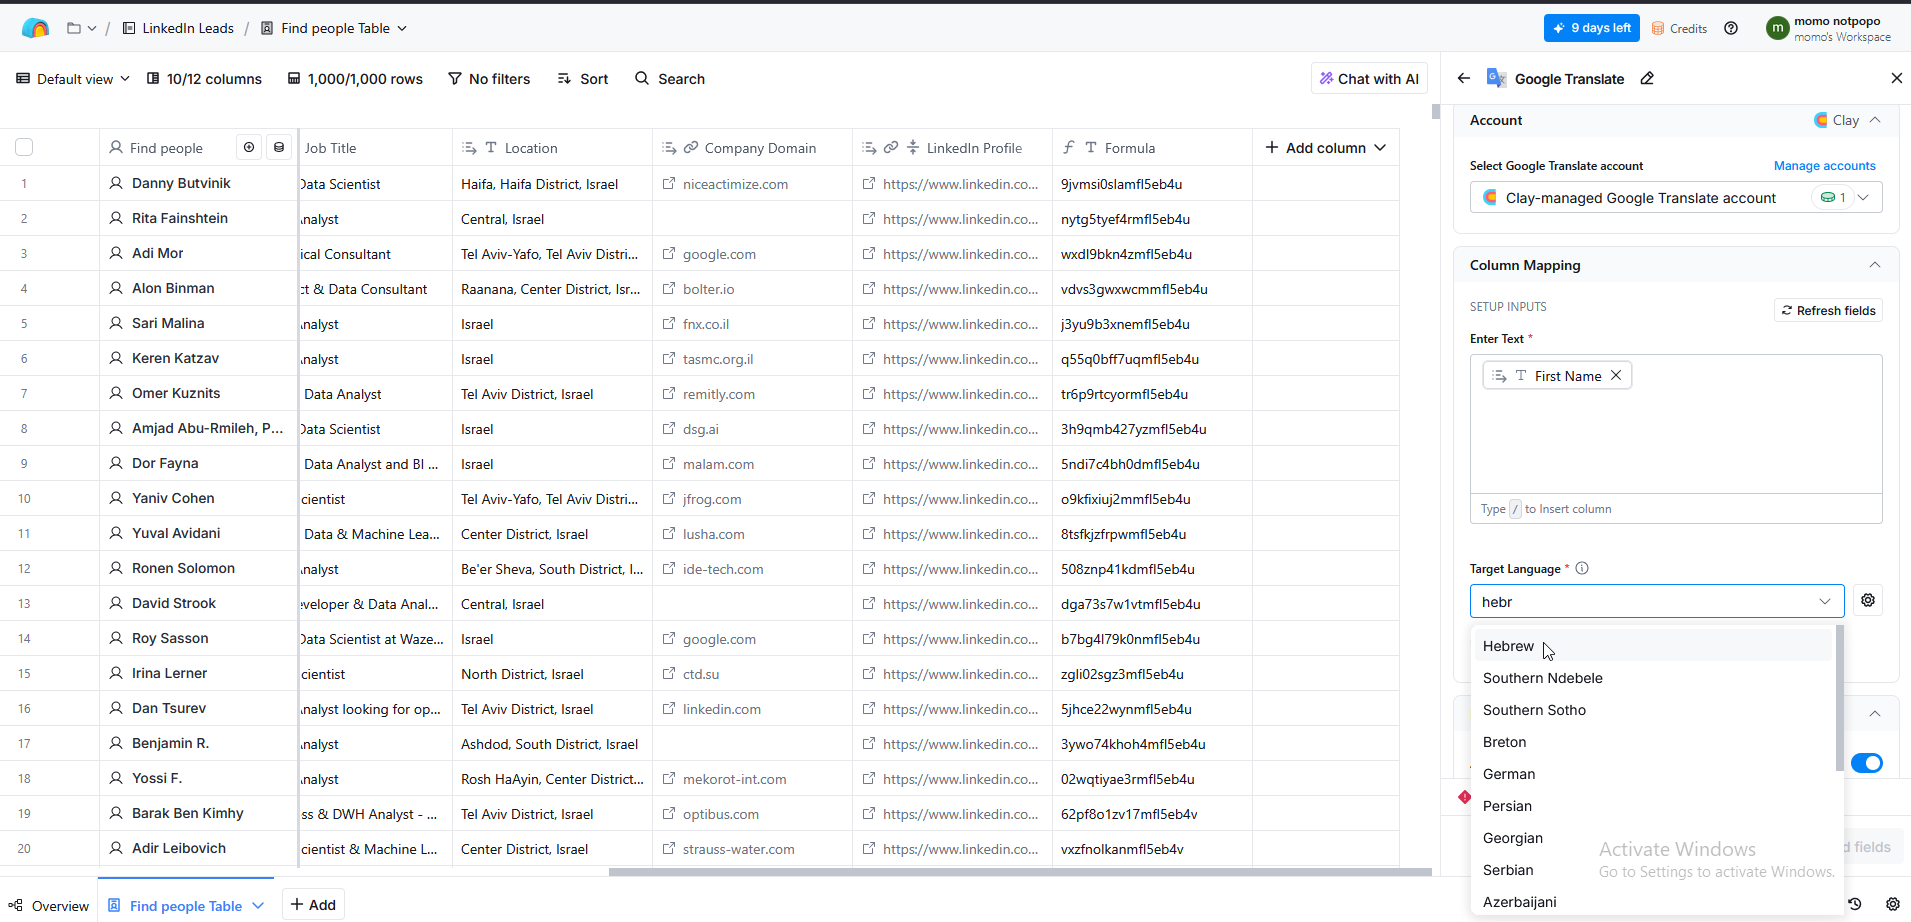 LinkedIn Leads / Find people Table
9 days left
Credits
m
momo notpopo
momo's Workspace
Default view
10/12 columns
1,000/1,000 rows
No filters
Sort
Search
Chat with AI
Google Translate
Find people
Job Title
Location
Company Domain
LinkedIn Profile
Formula
Add column
1 Danny Butvinik Data Scientist Haifa, Haifa District, Israel niceactimize.com https://www.linkedin.co... 9jvmsi0slamfl5eb4u
2 Rita Fainshtein Analyst Central, Israel https://www.linkedin.co... nytg5tyef4rmfl5eb4u
3 Adi Mor ical Consultant Tel Aviv-Yafo, Tel Aviv Distri... google.com https://www.linkedin.co... wxdl9bkn4zmfl5eb4u
4 Alon Binman ct & Data Consultant Raanana, Center District, Isr... bolter.io https://www.linkedin.co... vdvs3gwxwcmmfl5eb4u
5 Sari Malina Analyst Israel fnx.co.il https://www.linkedin.co... j3yu9b3xnemfl5eb4u
6 Keren Katzav Analyst Israel tasmc.org.il https://www.linkedin.co... q55q0bff7uqmfl5eb4u
7 Omer Kuznits Data Analyst Tel Aviv District, Israel remitly.com https://www.linkedin.co... tr6p9rtcyormfl5eb4u
8 Amjad Abu-Rmileh, P... Data Scientist Israel dsg.ai https://www.linkedin.co... 3h9qmb427yzmfl5eb4u
9 Dor Fayna Data Analyst and BI ... Israel malam.com https://www.linkedin.co... 5ndi7c4bh0dmfl5eb4u
10 Yaniv Cohen cientist Tel Aviv-Yafo, Tel Aviv Distri... jfrog.com https://www.linkedin.co... o9kfixiuj2mmfl5eb4u
11 Yuval Avidani Data & Machine Lea... Center District, Israel lusha.com https://www.linkedin.co... 8tsfkjzfrpwmfl5eb4u
12 Ronen Solomon Analyst Be'er Sheva, South District, I... ide-tech.com https://www.linkedin.co... 508znp41kdmfl5eb4u
13 David Strook eveloper & Data Anal... Central, Israel https://www.linkedin.co... dga73s7w1vtmfl5eb4u
14 Roy Sasson Data Scientist at Waze... Israel google.com https://www.linkedin.co... b7bg4l79k0nmfl5eb4u
15 Irina Lerner cientist North District, Israel ctd.su https://www.linkedin.co... zgli02sgz3mfl5eb4u
16 Dan Tsurev Analyst looking for op... Tel Aviv District, Israel linkedin.com https://www.linkedin.co... 5jhce22wynmfl5eb4u
17 Benjamin R. Analyst Ashdod, South District, Israel https://www.linkedin.co... 3ywo74khoh4mfl5eb4u
18 Yossi F. Analyst Rosh HaAyin, Center District... mekorot-int.com https://www.linkedin.co... 02wqtiyae3rmfl5eb4u
19 Barak Ben Kimhy ss & DWH Analyst - ... Tel Aviv District, Israel optibus.com https://www.linkedin.co... 62pf8o1zv17mfl5eb4v
20 Adir Leibovich cientist & Machine L... Center District, Israel strauss-water.com https://www.linkedin.co... vxzfnolkanmfl5eb4v
Account
Clay
Select Google Translate account
Manage accounts
Clay-managed Google Translate account 1
Column Mapping
SETUP INPUTS
Refresh fields
Enter Text *
First Name
Type / to Insert column
Target Language *
hebr
Hebrew
Southern Ndebele
Southern Sotho
Breton
German
Persian
Georgian
Serbian
Azerbaijani
d fields
Activate Windows
Go to Settings to activate Windows.
Overview
Find people Table
Add